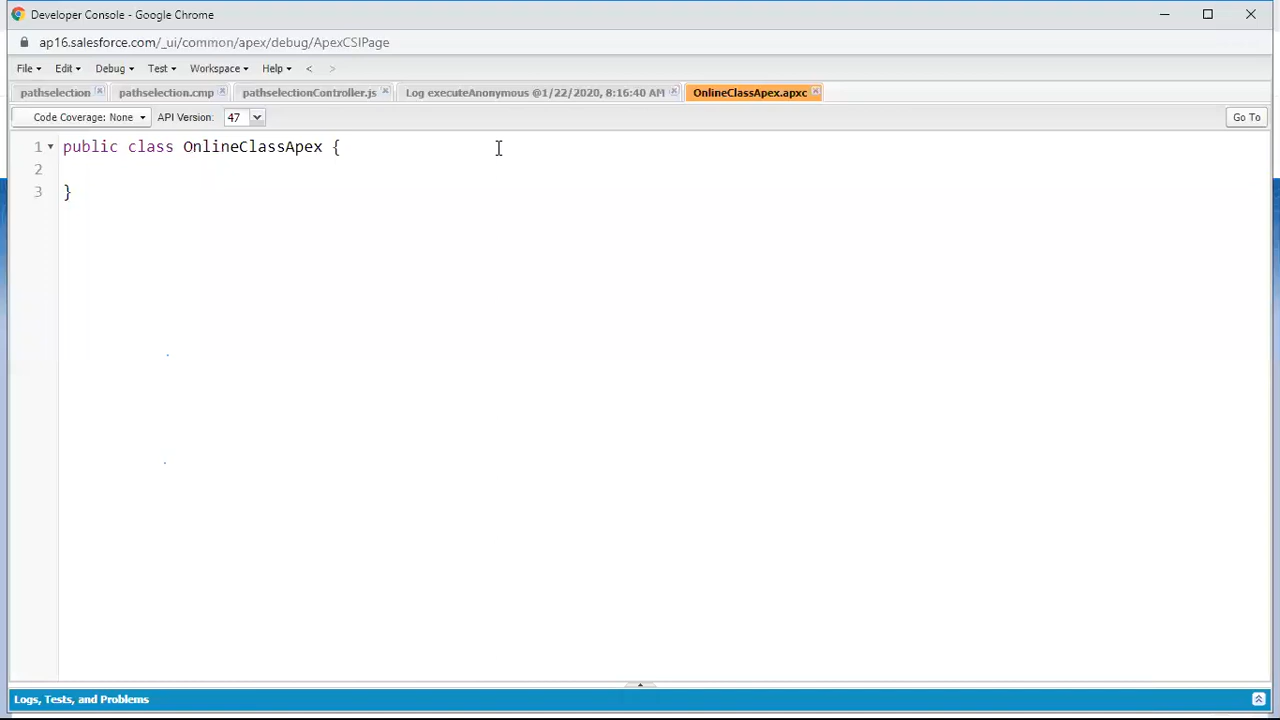 Developer Console - Google Chrome
ap16.salesforce.com/_ui/common/apex/debug/ApexCSIPage
File Edit Debug Test Workspace Help < >
pathselection pathselection.cmp pathselectionController.js Log executeAnonymous @1/22/2020, 8:16:40 AM OnlineClassApex.apxc
Code Coverage: None API Version: 47 Go To
1 public class OnlineClassApex {
2
3 }
Logs, Tests, and Problems